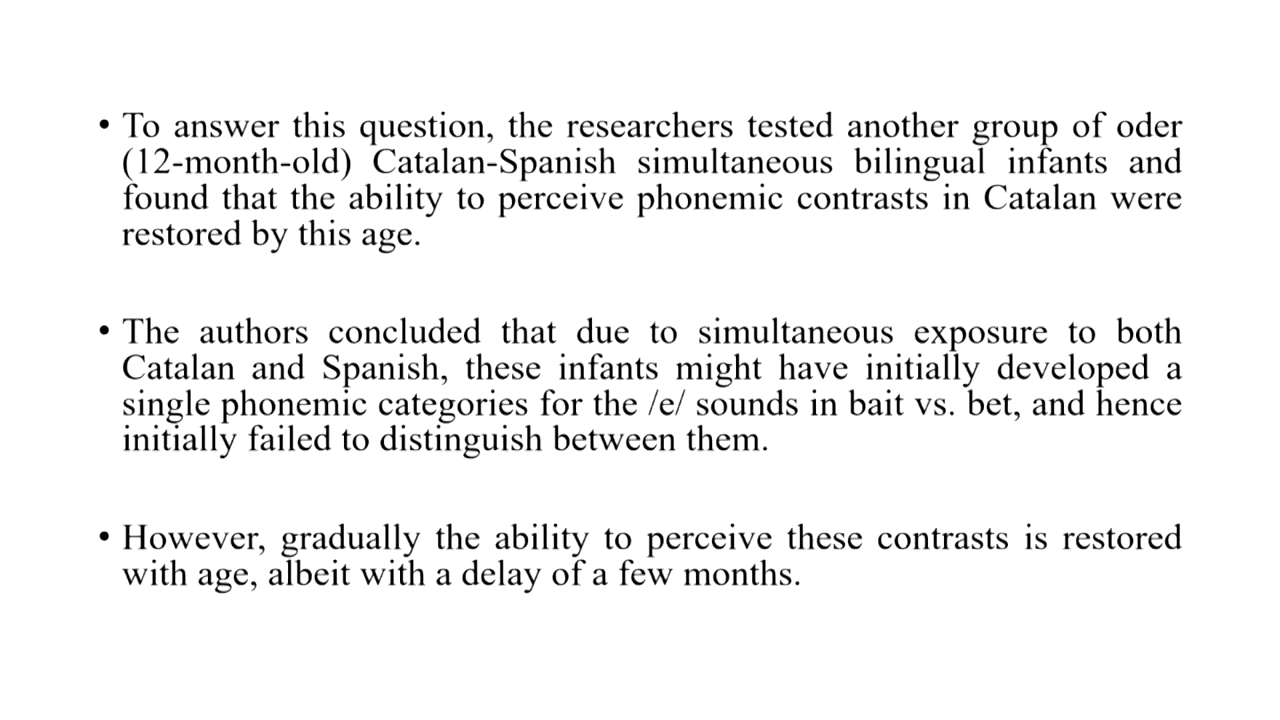 • To answer this question, the researchers tested another group of oder
(12-month-old) Catalan-Spanish simultaneous bilingual infants and
found that the ability to perceive phonemic contrasts in Catalan were
restored by this age.
• The authors concluded that due to simultaneous exposure to both
Catalan and Spanish, these infants might have initially developed a
single phonemic categories for the /e/ sounds in bait vs. bet, and hence
initially failed to distinguish between them.
• However, gradually the ability to perceive these contrasts is restored
with age, albeit with a delay of a few months.